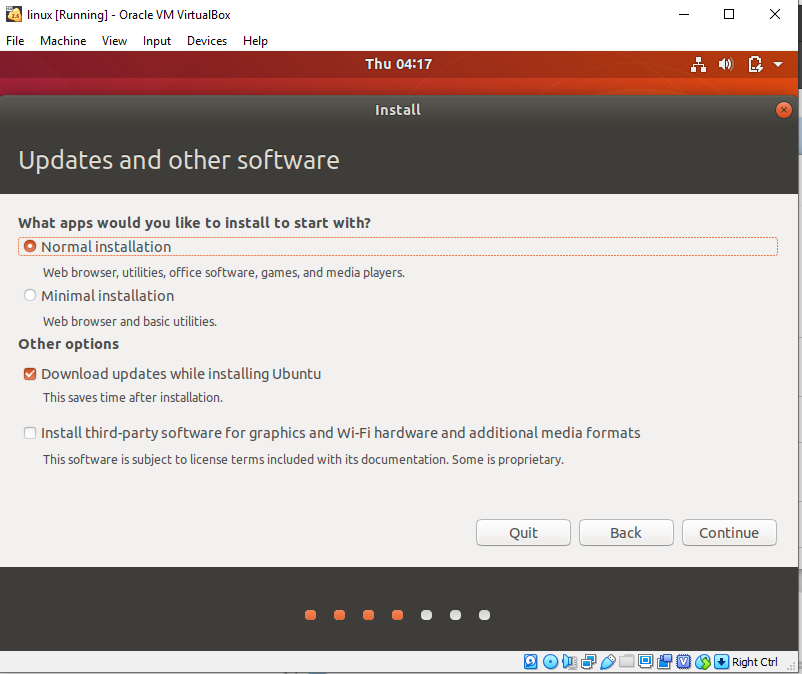 linux [Running] - Oracle VM VirtualBox
File Machine View Input Devices Help
Thu 04:17
Install
Updates and other software
What apps would you like to install to start with?
Normal installation
Web browser, utilities, office software, games, and media players.
Minimal installation
Web browser and basic utilities.
Other options
Download updates while installing Ubuntu
This saves time after installation.
Install third-party software for graphics and Wi-Fi hardware and additional media formats
This software is subject to license terms included with its documentation. Some is proprietary.
Quit Back Continue
Right Ctrl